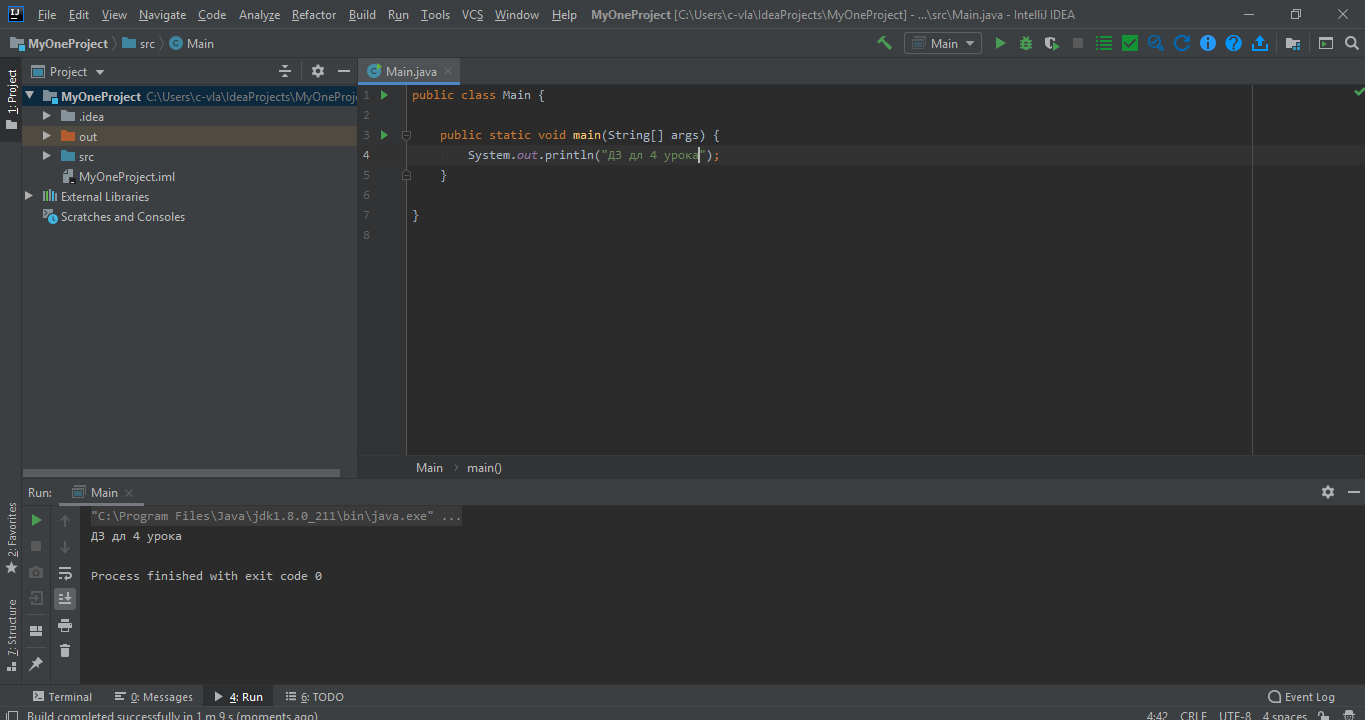 File Edit View Navigate Code Analyze Refactor Build Run Tools VCS Window Help MyOneProject [C:\Users\c-vla\IdeaProjects\MyOneProject] - ...\src\Main.java - IntelliJ IDEA
MyOneProject src Main
Main
1: Project
Project
Main.java
MyOneProject C:\Users\c-vla\IdeaProjects\MyOneProj
.idea
out
src
MyOneProject.iml
External Libraries
Scratches and Consoles
1 public class Main {
2
3 public static void main(String[] args) {
4 System.out.println("ДЗ дл 4 урока");
5 }
6
7 }
8
Main main()
Run: Main
"C:\Program Files\Java\jdk1.8.0_211\bin\java.exe" ...
ДЗ дл 4 урока
Process finished with exit code 0
2: Favorites
7: Structure
Terminal 0: Messages 4: Run 6: TODO Event Log
Build completed successfully in 1 m 9 s (moments ago) 4:42 CRLF UTF-8 4 spaces